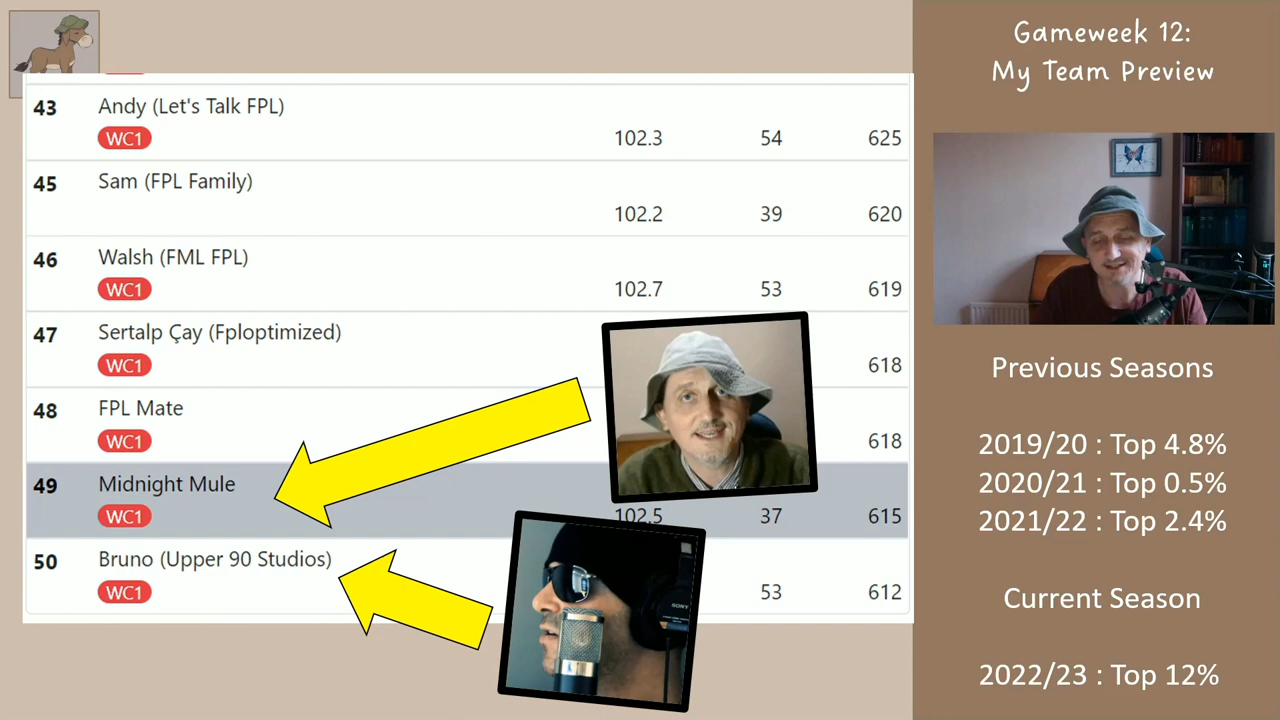 Gameweek 12:
My Team Preview
43 Andy (Let's Talk FPL)
WC1 102.3 54 625
45 Sam (FPL Family)
102.2 39 620
46 Walsh (FML FPL)
WC1 102.7 53 619
47 Sertalp Çay (Fploptimized)
WC1 618
48 FPL Mate
WC1 618
49 Midnight Mule
WC1 102.5 37 615
50 Bruno (Upper 90 Studios)
WC1 53 612
SONY
Previous Seasons
2019/20 : Top 4.8%
2020/21 : Top 0.5%
2021/22 : Top 2.4%
Current Season
2022/23 : Top 12%